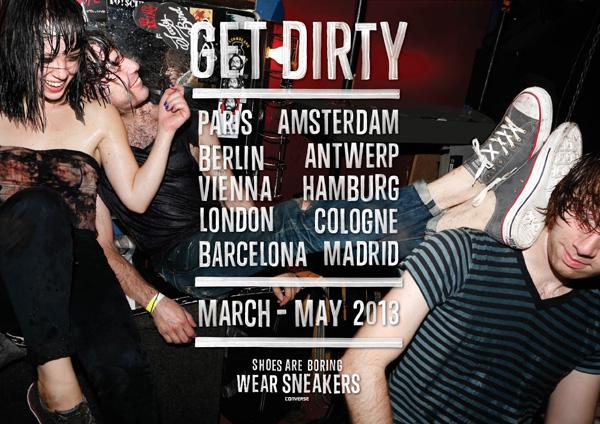 GET DIRTY
PARIS AMSTERDAM
BERLIN ANTWERP
VIENNA HAMBURG
LONDON COLOGNE
BARCELONA MADRID
MARCH - MAY 2013
SHOES ARE BORING
WEAR SNEAKERS
CONVERSE